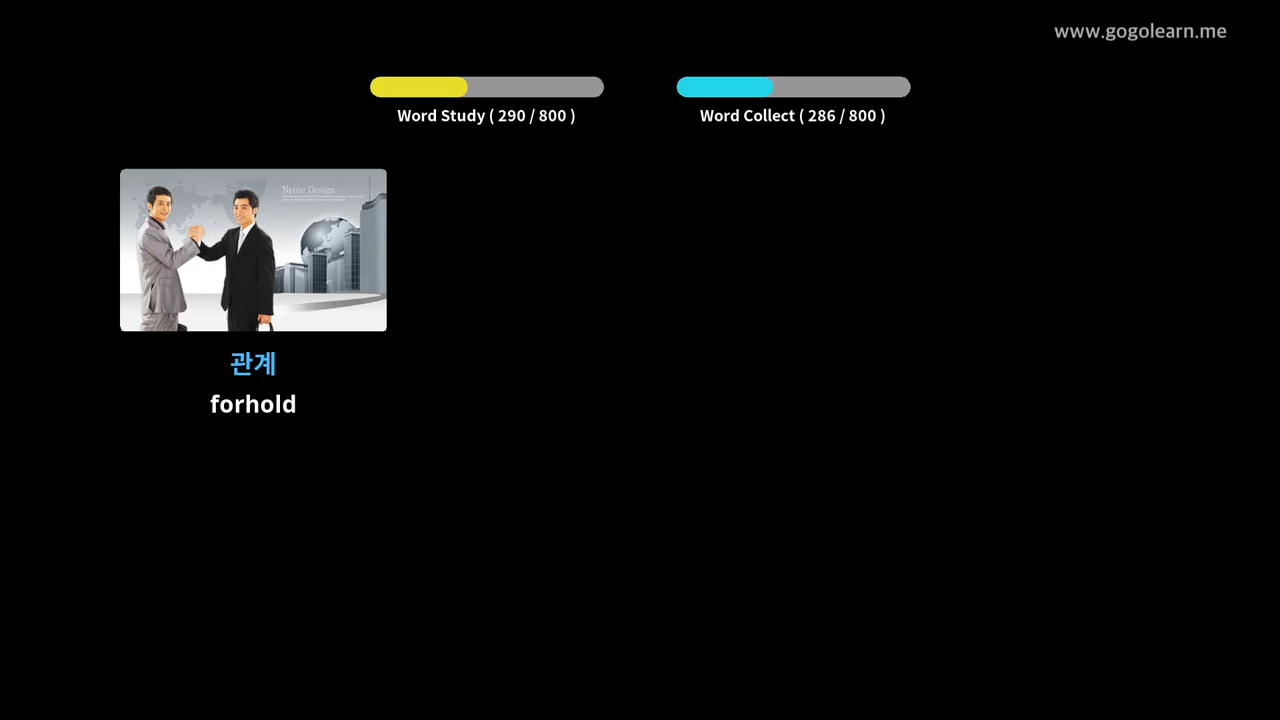 www.gogolearn.me
Word Study ( 290 / 800 )
Word Collect ( 286 / 800 )
Npine Design
관계
forhold